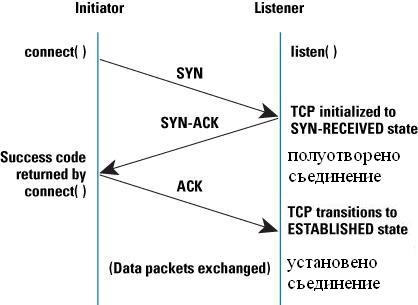 Initiator
Listener
connect( )
listen( )
SYN
TCP initialized to
SYN-RECEIVED state
SYN-ACK
полуотворено
съединение
Success code
returned by
connect( )
ACK
TCP transitions to
ESTABLISHED state
(Data packets exchanged)
установено
съединение